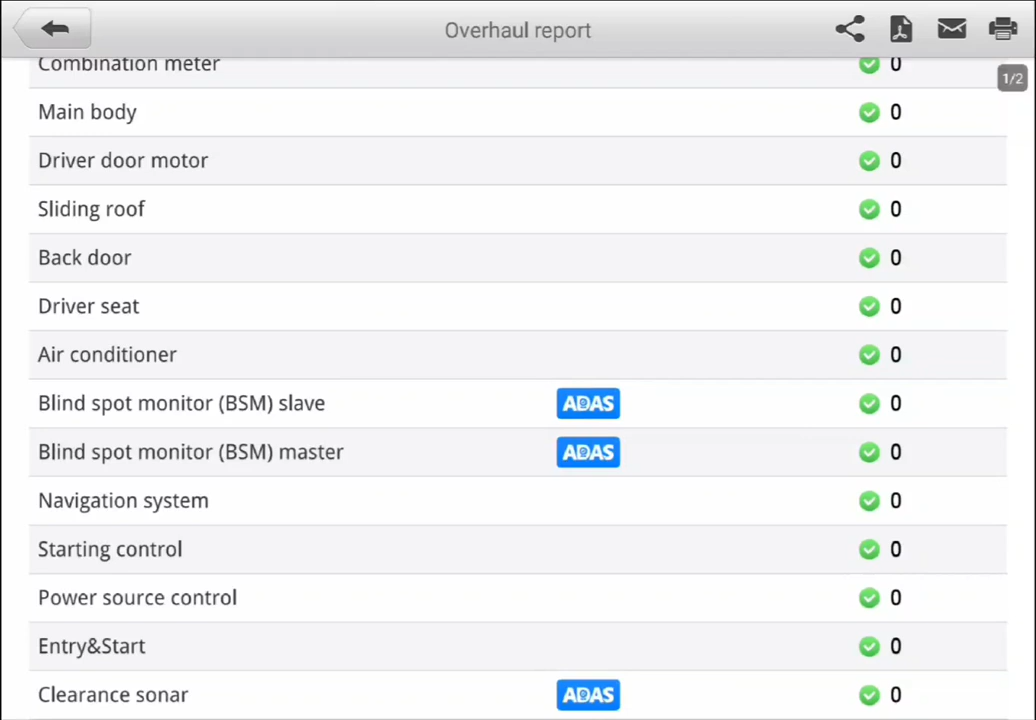 Overhaul report
1/2
Combination meter 0
Main body 0
Driver door motor 0
Sliding roof 0
Back door 0
Driver seat 0
Air conditioner 0
Blind spot monitor (BSM) slave ADAS 0
Blind spot monitor (BSM) master ADAS 0
Navigation system 0
Starting control 0
Power source control 0
Entry&Start 0
Clearance sonar ADAS 0